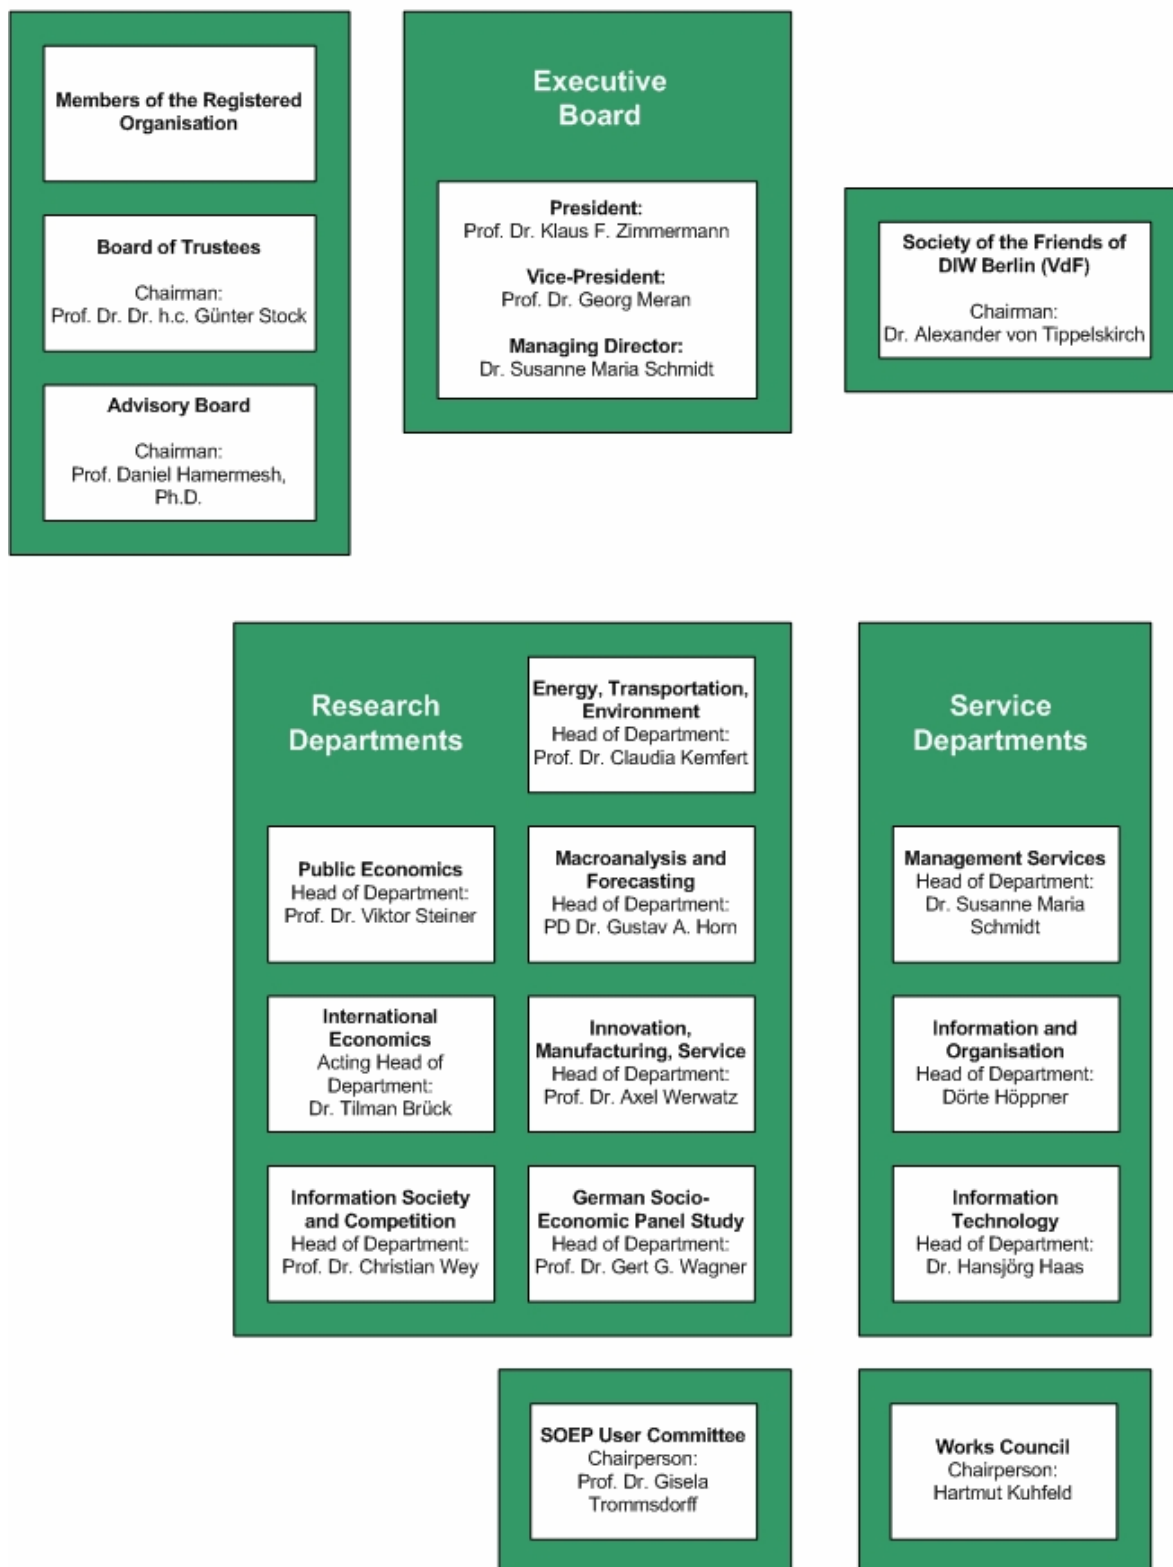 Members of the Registered
Organisation
Board of Trustees
Chairman:
Prof. Dr. Dr. h.c. Günter Stock
Advisory Board
Chairman:
Prof. Daniel Hamermesh,
Ph.D.
Executive
Board
President:
Prof. Dr. Klaus F. Zimmermann
Vice-President:
Prof. Dr. Georg Meran
Managing Director:
Dr. Susanne Maria Schmidt
Society of the Friends of
DIW Berlin (VdF)
Chairman:
Dr. Alexander von Tippelskirch
Research
Departments
Energy, Transportation,
Environment
Head of Department:
Prof. Dr. Claudia Kemfert
Public Economics
Head of Department:
Prof. Dr. Viktor Steiner
Macroanalysis and
Forecasting
Head of Department:
PD Dr. Gustav A. Horn
International
Economics
Acting Head of
Department:
Dr. Tilman Brück
Innovation,
Manufacturing, Service
Head of Department:
Prof. Dr. Axel Werwatz
Information Society
and Competition
Head of Department:
Prof. Dr. Christian Wey
German Socio-
Economic Panel Study
Head of Department:
Prof. Dr. Gert G. Wagner
Service
Departments
Management Services
Head of Department:
Dr. Susanne Maria
Schmidt
Information and
Organisation
Head of Department:
Dörte Höppner
Information
Technology
Head of Department:
Dr. Hansjörg Haas
SOEP User Committee
Chairperson:
Prof. Dr. Gisela
Trommsdorff
Works Council
Chairperson:
Hartmut Kuhfeld